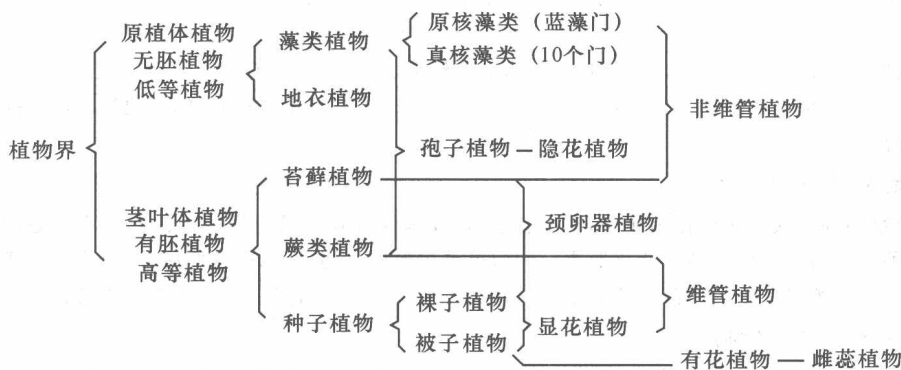 原植体植物
无胚植物
低等植物
藻类植物
原核藻类（蓝藻门）
真核藻类（10个门）
地衣植物
非维管植物
植物界
孢子植物—隐花植物
苔藓植物
茎叶体植物
有胚植物
高等植物
颈卵器植物
蕨类植物
种子植物
裸子植物
被子植物
显花植物
维管植物
有花植物—雌蕊植物